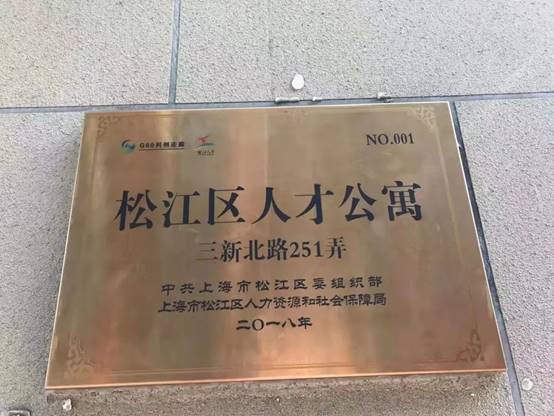 G60科创走廊
NO.001
松江区人才公寓
三新北路251弄
中共上海市松江区委组织部
上海市松江区人力资源和社会保障局
二〇一八年